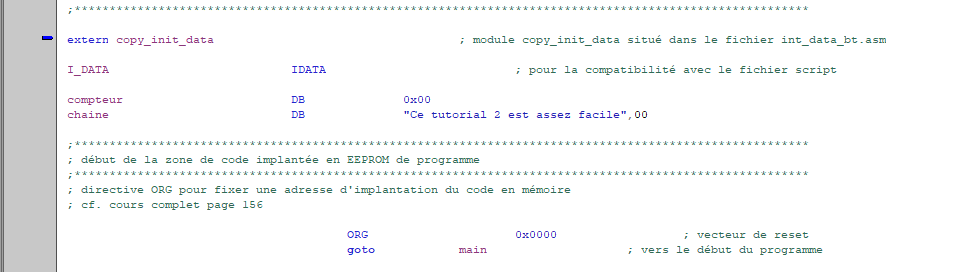 ;*********************************************************************************************************
extern copy_init_data ; module copy_init_data situé dans le fichier int_data_bt.asm
I_DATA IDATA ; pour la compatibilité avec le fichier script
compteur DB 0x00
chaine DB "Ce tutorial 2 est assez facile",00
;*********************************************************************************************************
; début de la zone de code implantée en EEPROM de programme
;*********************************************************************************************************
; directive ORG pour fixer une adresse d'implantation du code en mémoire
; cf. cours complet page 156
ORG 0x0000 ; vecteur de reset
goto main ; vers le début du programme